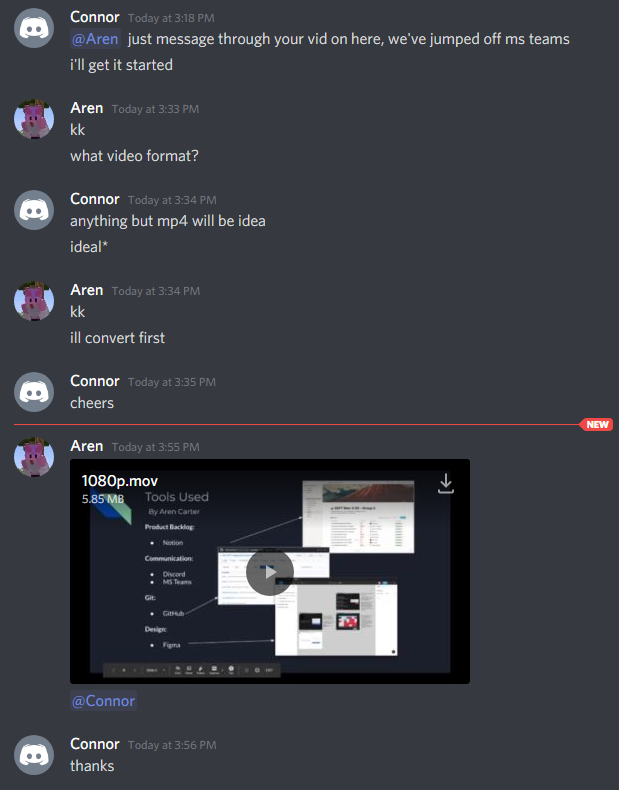 Connor Today at 3:18 PM
@Aren just message through your vid on here, we've jumped off ms teams
i'll get it started
Aren Today at 3:33 PM
kk
what video format?
Connor Today at 3:34 PM
anything but mp4 will be idea
ideal*
Aren Today at 3:34 PM
kk
ill convert first
Connor Today at 3:35 PM
cheers
NEW
Aren Today at 3:55 PM
1080p.mov
5.85 MB
Tools Used
By Aren Carter
Product Backlog:
Notion
Communication:
Discord
MS Teams
Git:
GitHub
Design:
Figma
@Connor
Connor Today at 3:56 PM
thanks